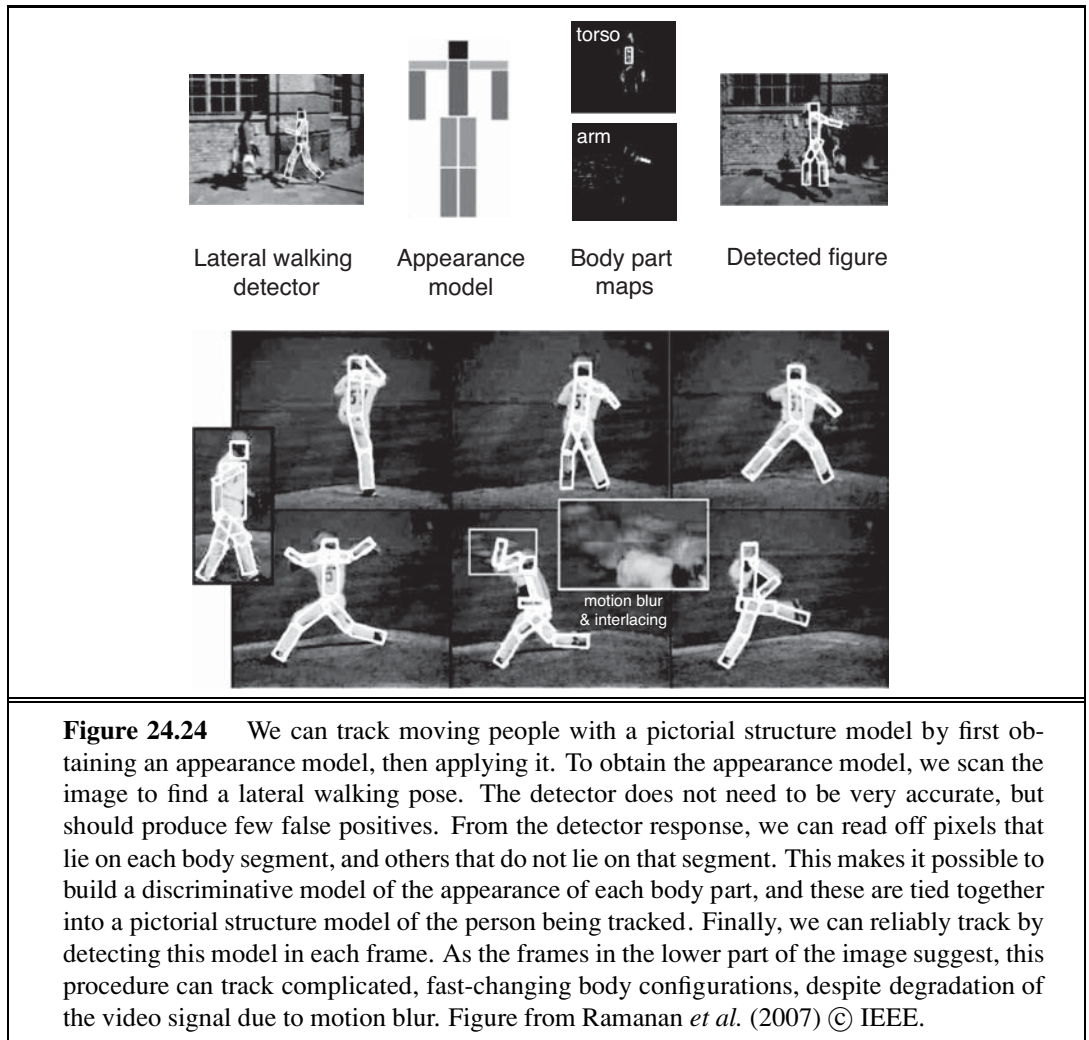 torso
arm
Lateral walking
detector
Appearance
model
Body part
maps
Detected figure
motion blur
& interlacing
Figure 24.24 We can track moving people with a pictorial structure model by first ob-
taining an appearance model, then applying it. To obtain the appearance model, we scan the
image to find a lateral walking pose. The detector does not need to be very accurate, but
should produce few false positives. From the detector response, we can read off pixels that
lie on each body segment, and others that do not lie on that segment. This makes it possible to
build a discriminative model of the appearance of each body part, and these are tied together
into a pictorial structure model of the person being tracked. Finally, we can reliably track by
detecting this model in each frame. As the frames in the lower part of the image suggest, this
procedure can track complicated, fast-changing body configurations, despite degradation of
the video signal due to motion blur. Figure from Ramanan et al. (2007) © IEEE.